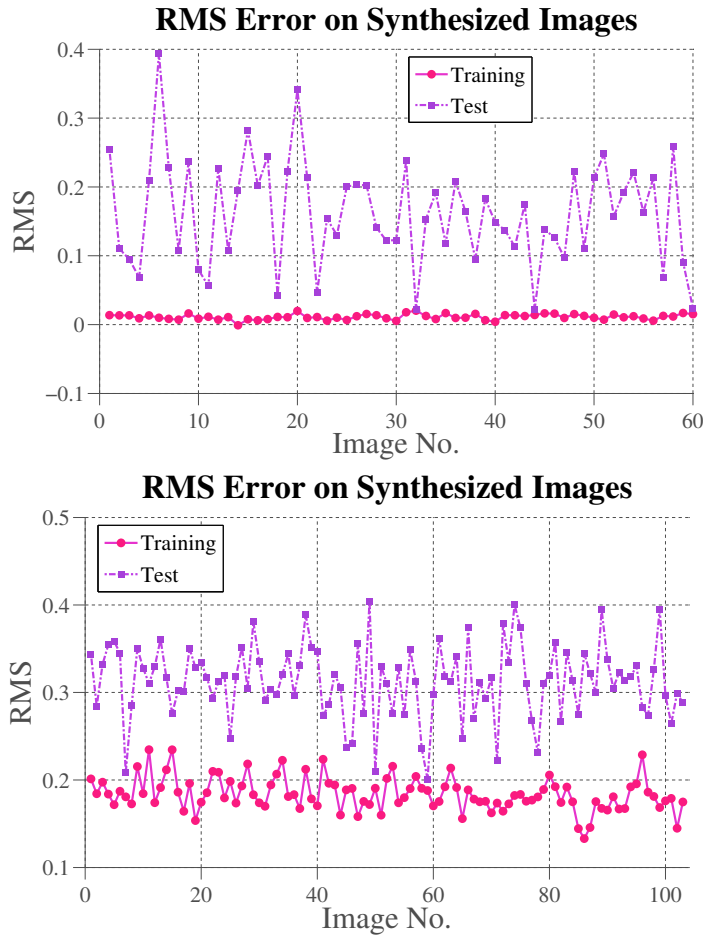 RMS Error on Synthesized Images
0.4
0.3
0.2
0.1
0
−0.1
RMS
Training
Test
0 10 20 30 40 50 60
Image No.
RMS Error on Synthesized Images
0.5
0.4
0.3
0.2
0.1
RMS
Training
Test
0 20 40 60 80 100
Image No.